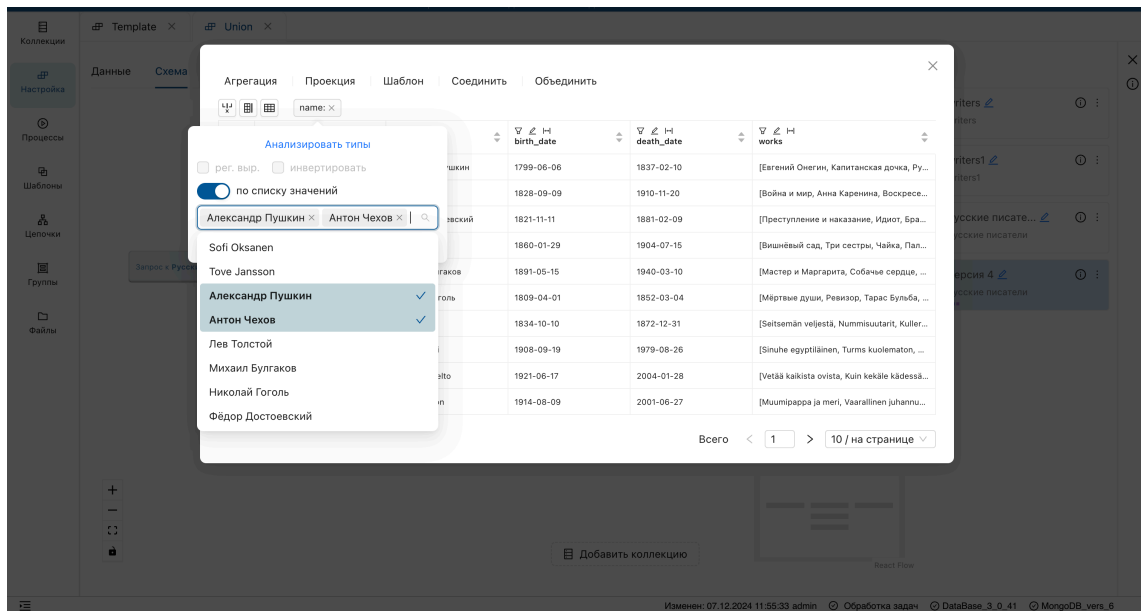 Template
Union
Коллекции
Настройка
Процессы
Шаблоны
Цепочки
Группы
Файлы
Данные
Схема
Агрегация
Проекция
Шаблон
Соединить
Объединить
name:
Анализировать типы
рег. выр.
инвертировать
по списку значений
Александр Пушкин
Антон Чехов
Sofi Oksanen
Tove Jansson
Александр Пушкин
Антон Чехов
Лев Толстой
Михаил Булгаков
Николай Гоголь
Фёдор Достоевский
birth_date
death_date
works
1799-06-06
1837-02-10
[Евгений Онегин, Капитанская дочка, Ру...
1828-09-09
1910-11-20
[Война и мир, Анна Каренина, Воскресе...
1821-11-11
1881-02-09
[Преступление и наказание, Идиот, Бра...
1860-01-29
1904-07-15
[Вишнёвый сад, Три сестры, Чайка, Пал...
1891-05-15
1940-03-10
[Мастер и Маргарита, Собачье сердце, ...
1809-04-01
1852-03-04
[Мёртвые души, Ревизор, Тарас Бульба, ...
1834-10-10
1872-12-31
[Seitsemän veljestä, Nummisuutarit, Kuller...
1908-09-19
1979-08-26
[Sinuhe egyptiläinen, Turms kuolematon, ...
1921-06-17
2004-01-28
[Vetää kaikista ovista, Kuin kekäle kädessä...
1914-08-09
2001-06-27
[Muumipappa ja meri, Vaarallinen juhannu...
Всего
1
10 / на странице
Запрос к
Добавить коллекцию
React Flow
Изменен: 07.12.2024 11:55:33 admin
Обработка задач
DataBase_3_0_41
MongoDB_vers_6